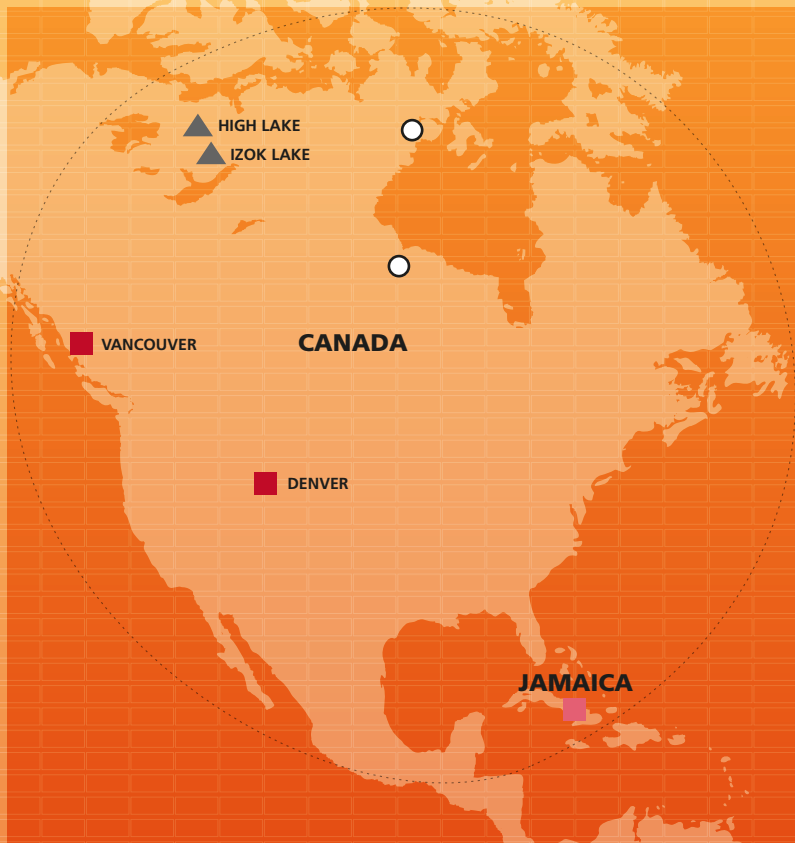 HIGH LAKE
IZOK LAKE
VANCOUVER
CANADA
DENVER
JAMAICA